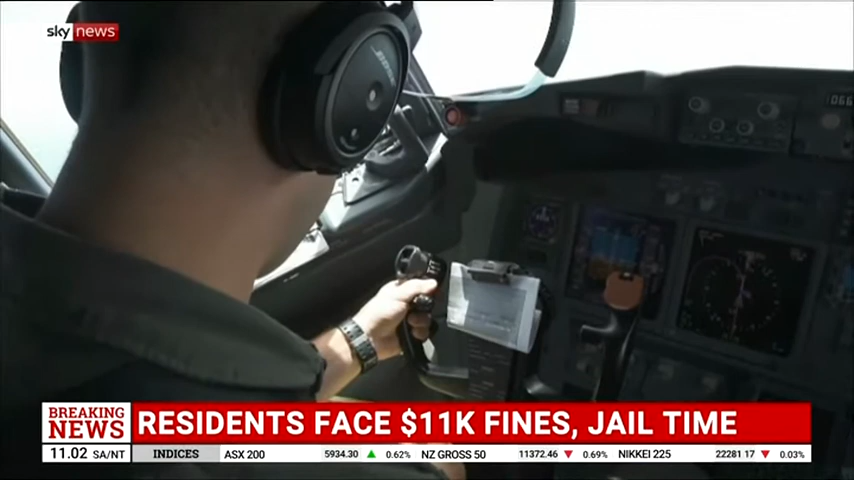 sky news
BOSE
1066
BREAKING NEWS
RESIDENTS FACE $11K FINES, JAIL TIME
11.02 SA/NT INDICES ASX 200 5934.30 0.62% NZ GROSS 50 11372.46 0.69% NIKKEI 225 22281.17 0.03%